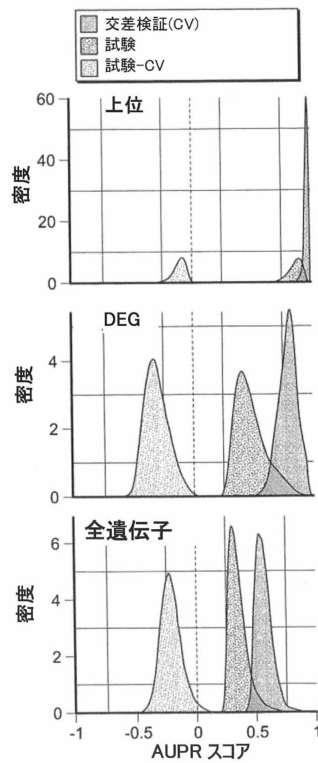 交差検証(CV)
試験
試験-CV
上位
60
40
20
0
密度
DEG
4
2
0
密度
全遺伝子
6
4
2
0
密度
-1 -0.5 0 0.5 1
AUPR スコア